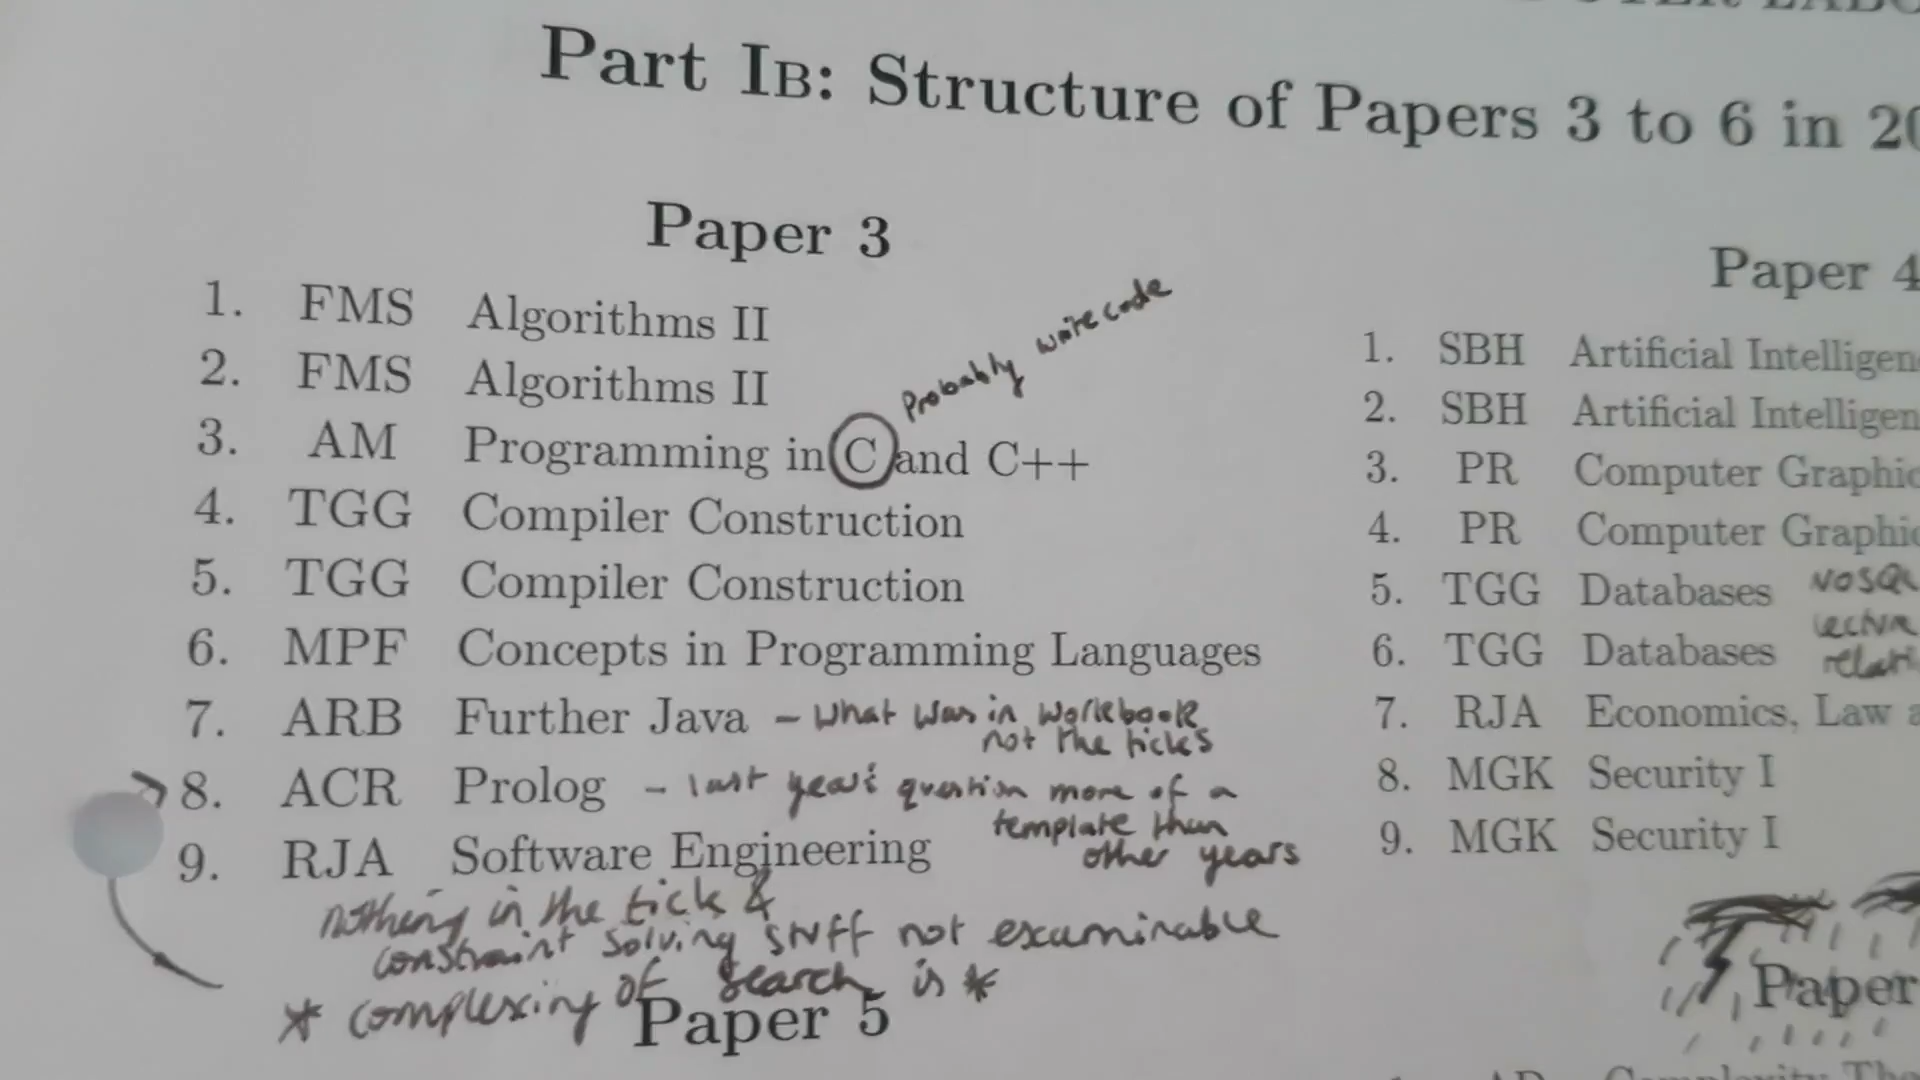 Part IB: Structure of Papers 3 to 6 in 20
Paper 3
1. FMS Algorithms II
2. FMS Algorithms II
Probably write code
3. AM Programming in C and C++
4. TGG Compiler Construction
5. TGG Compiler Construction
6. MPF Concepts in Programming Languages
7. ARB Further Java - what was in workbook
not the ticks
8. ACR Prolog - last year's question more of a
template than
other years
9. RJA Software Engineering
nothing in the tick &
constraint solving stuff not examinable
* complexity of search is *
Paper 5
Paper 4
1. SBH Artificial Intelligen
2. SBH Artificial Intelligen
3. PR Computer Graphic
4. PR Computer Graphic
5. TGG Databases NOSQL
6. TGG Databases
7. RJA Economics, Law a
8. MGK Security I
9. MGK Security I
Paper